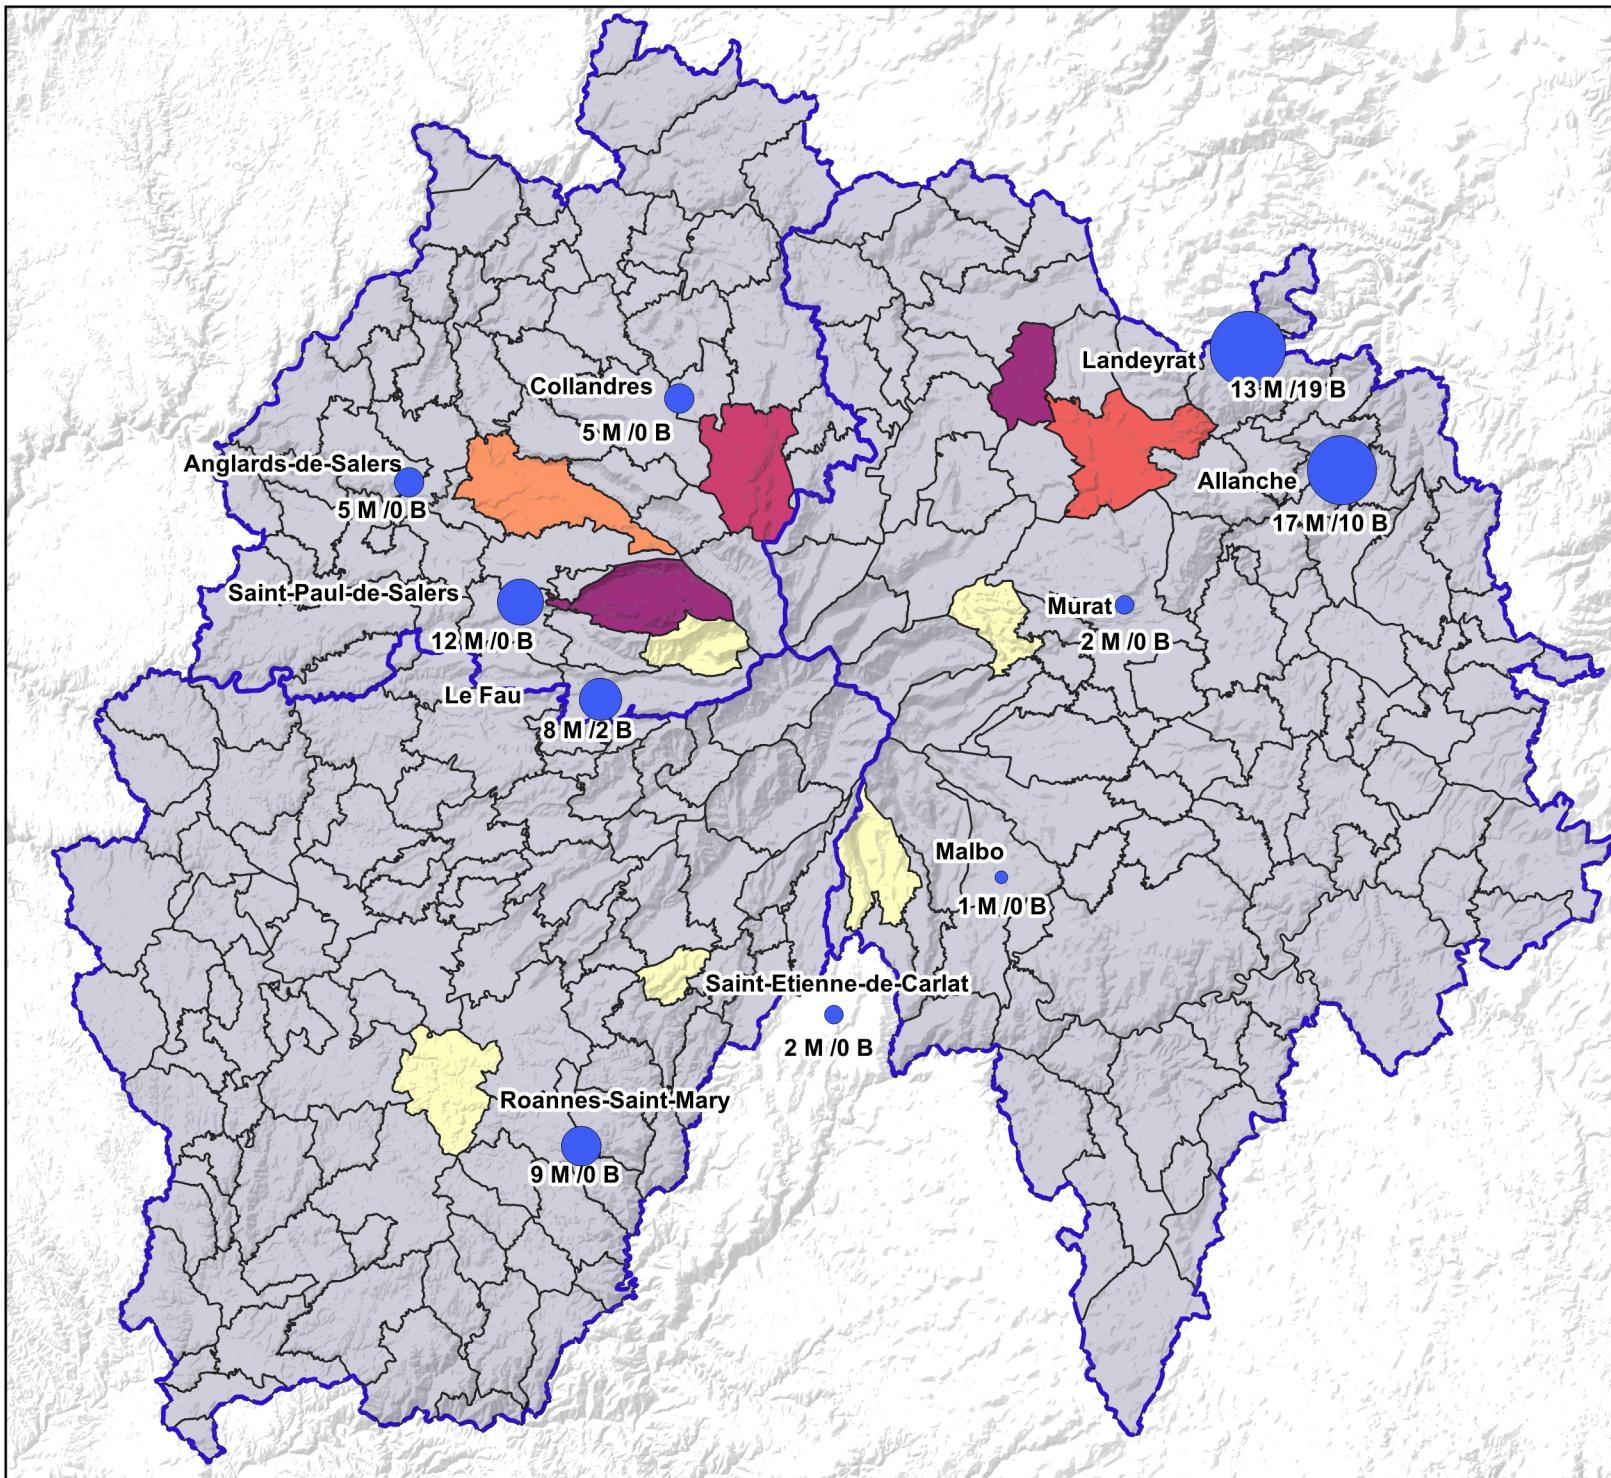 Landeyrat
13 M /19 B
Collandres
5 M /0 B
Anglards-de-Salers
5 M /0 B
Allanche
17 M /10 B
Saint-Paul-de-Salers
12 M /0 B
Murat
2 M /0 B
Le Fau
8 M /2 B
Malbo
1 M /0 B
Saint-Etienne-de-Carlat
2 M /0 B
Roannes-Saint-Mary
9 M /0 B